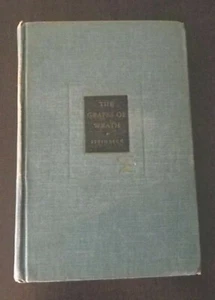 THE
GRAPES OF
WRATH
STEINBECK